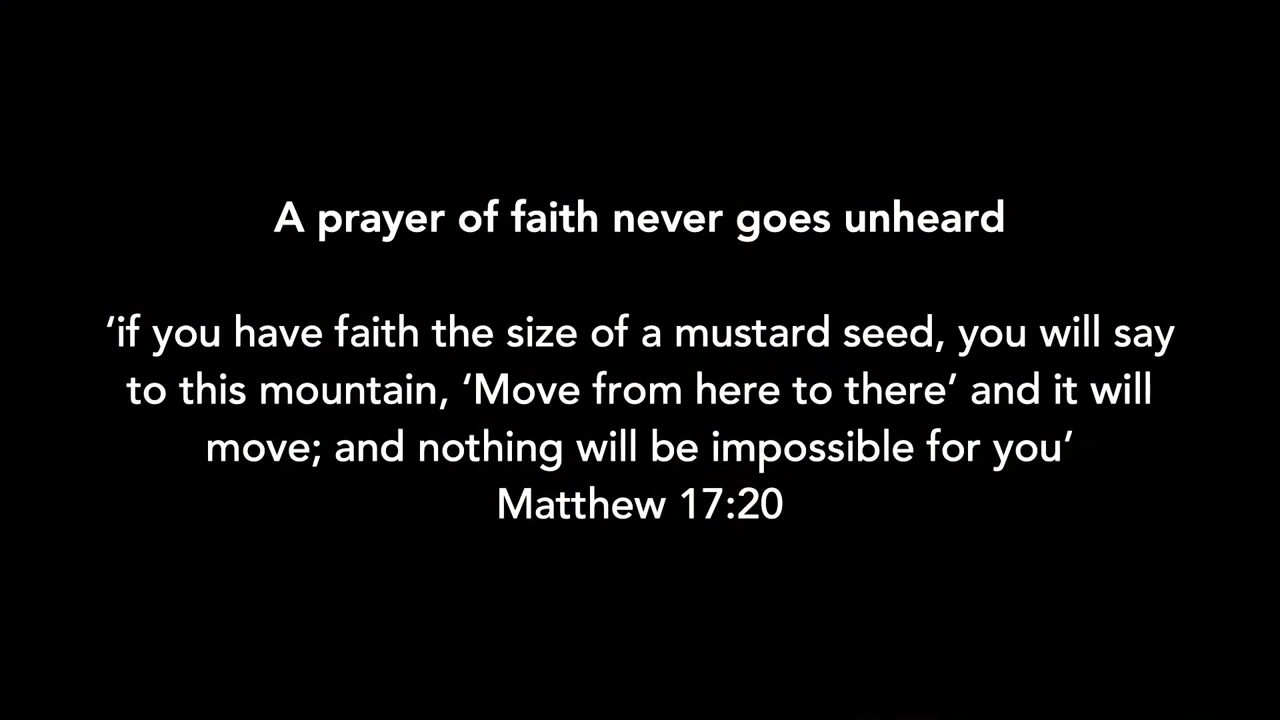 A prayer of faith never goes unheard
‘if you have faith the size of a mustard seed, you will say
to this mountain, ‘Move from here to there’ and it will
move; and nothing will be impossible for you’
Matthew 17:20